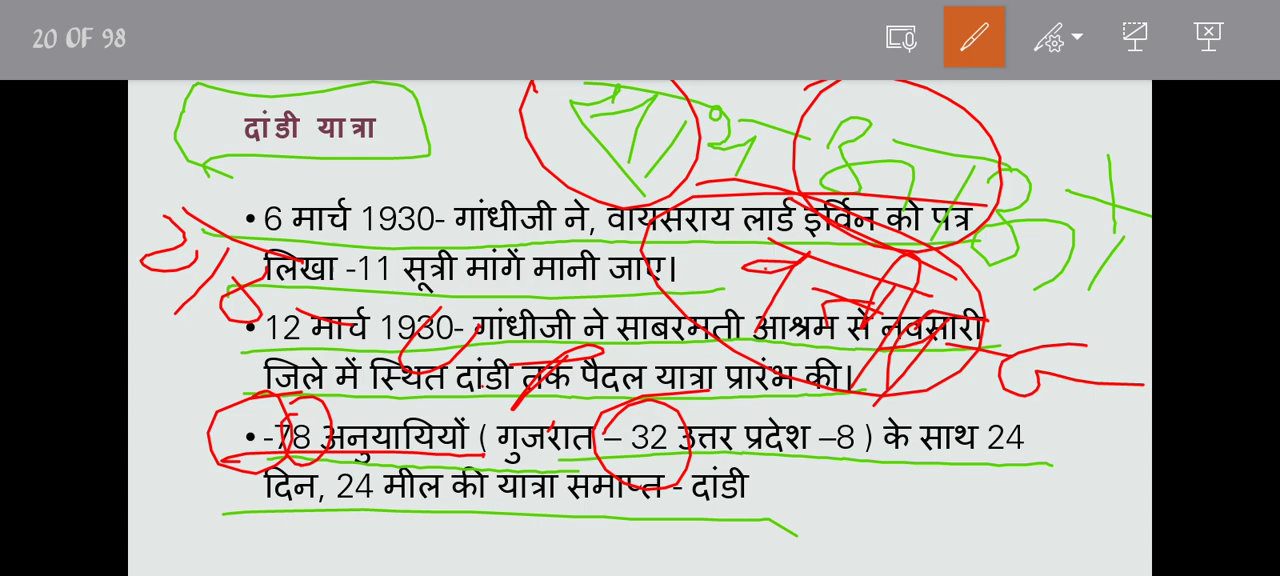 20 OF 98
दांडी यात्रा
• 6 मार्च 1930- गांधीजी ने, वायसराय लार्ड इर्विन को पत्र
लिखा -11 सूत्री मांगें मानी जाए।
• 12 मार्च 1930- गांधीजी ने साबरमती आश्रम से नवसारी
जिले में स्थित दांडी तक पैदल यात्रा प्रारंभ की।
• -78 अनुयायियों ( गुजरात – 32 उत्तर प्रदेश –8 ) के साथ 24
दिन, 24 मील की यात्रा समाप्त - दांडी